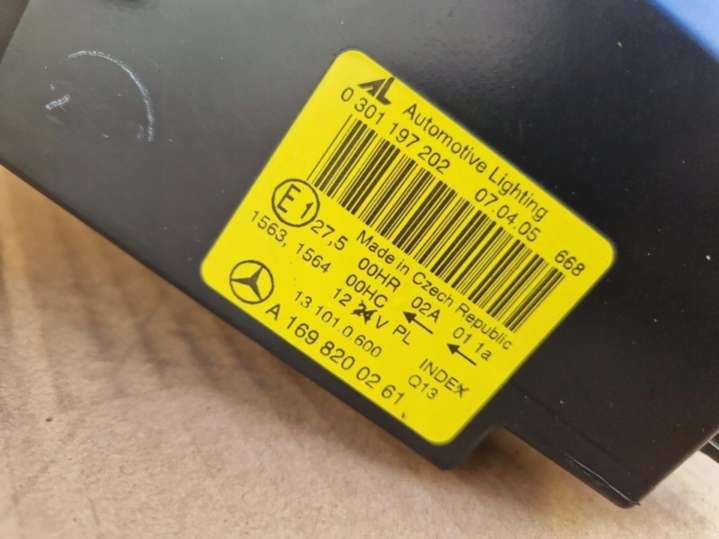 AL Automotive Lighting
0 301 197 202 07.04.05 668
Made in Czech Republic
E1 27,5 00HR 02A 01 1a
1563, 1564 00HC ← ←
12 24V PL
13 101.0.600 INDEX
A 169 820 02 61 Q13